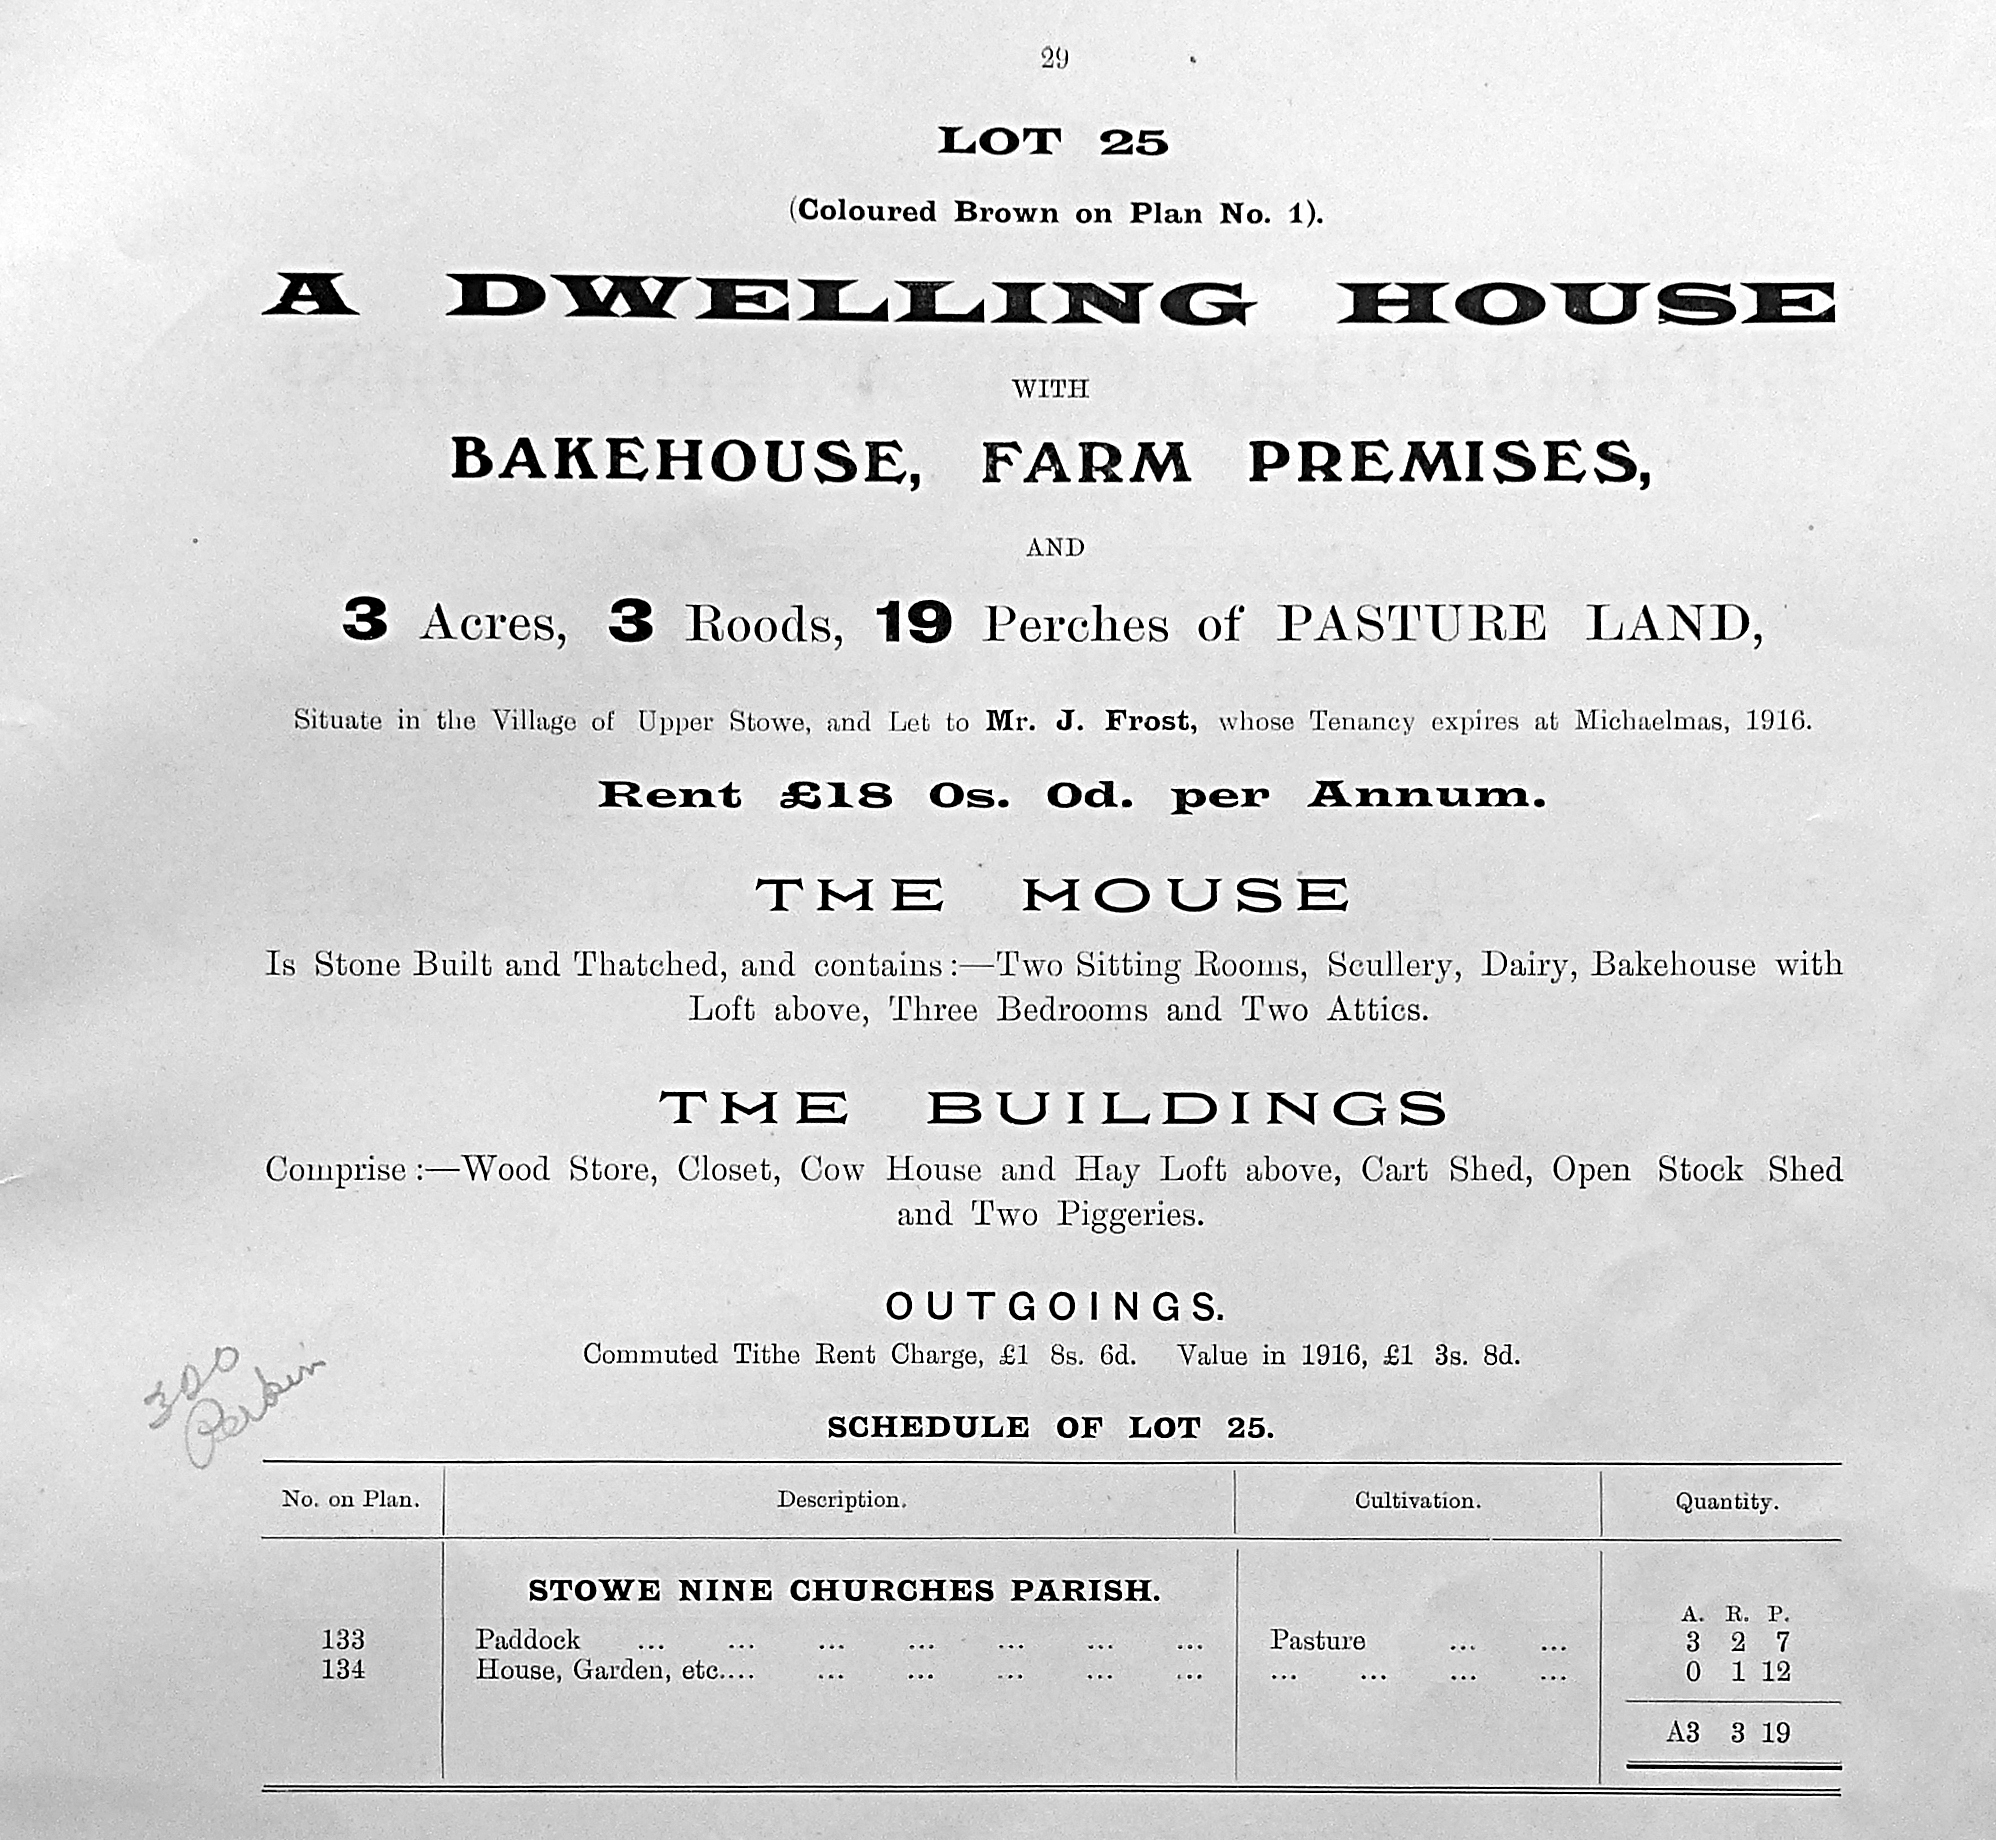 29
LOT 25
(Coloured Brown on Plan No. 1).
A DWELLING HOUSE
WITH
BAKEHOUSE, FARM PREMISES,
AND
3 Acres, 3 Roods, 19 Perches of PASTURE LAND,
Situate in the Village of Upper Stowe, and Let to Mr. J. Frost, whose Tenancy expires at Michaelmas, 1916.
Rent £18 0s. 0d. per Annum.
THE HOUSE
Is Stone Built and Thatched, and contains:—Two Sitting Rooms, Scullery, Dairy, Bakehouse with
Loft above, Three Bedrooms and Two Attics.
THE BUILDINGS
Comprise:—Wood Store, Closet, Cow House and Hay Loft above, Cart Shed, Open Stock Shed
and Two Piggeries.
OUTGOINGS.
Commuted Tithe Rent Charge, £1 8s. 6d. Value in 1916, £1 3s. 8d.
300
SCHEDULE OF LOT 25.
No. on Plan. Description. Cultivation. Quantity.
STOWE NINE CHURCHES PARISH.
A. R. P.
133 Paddock ... ... ... ... ... ... ... Pasture ... ... 3 2 7
134 House, Garden, etc.... ... ... ... ... ... ... ... ... ... 0 1 12
A3 3 19